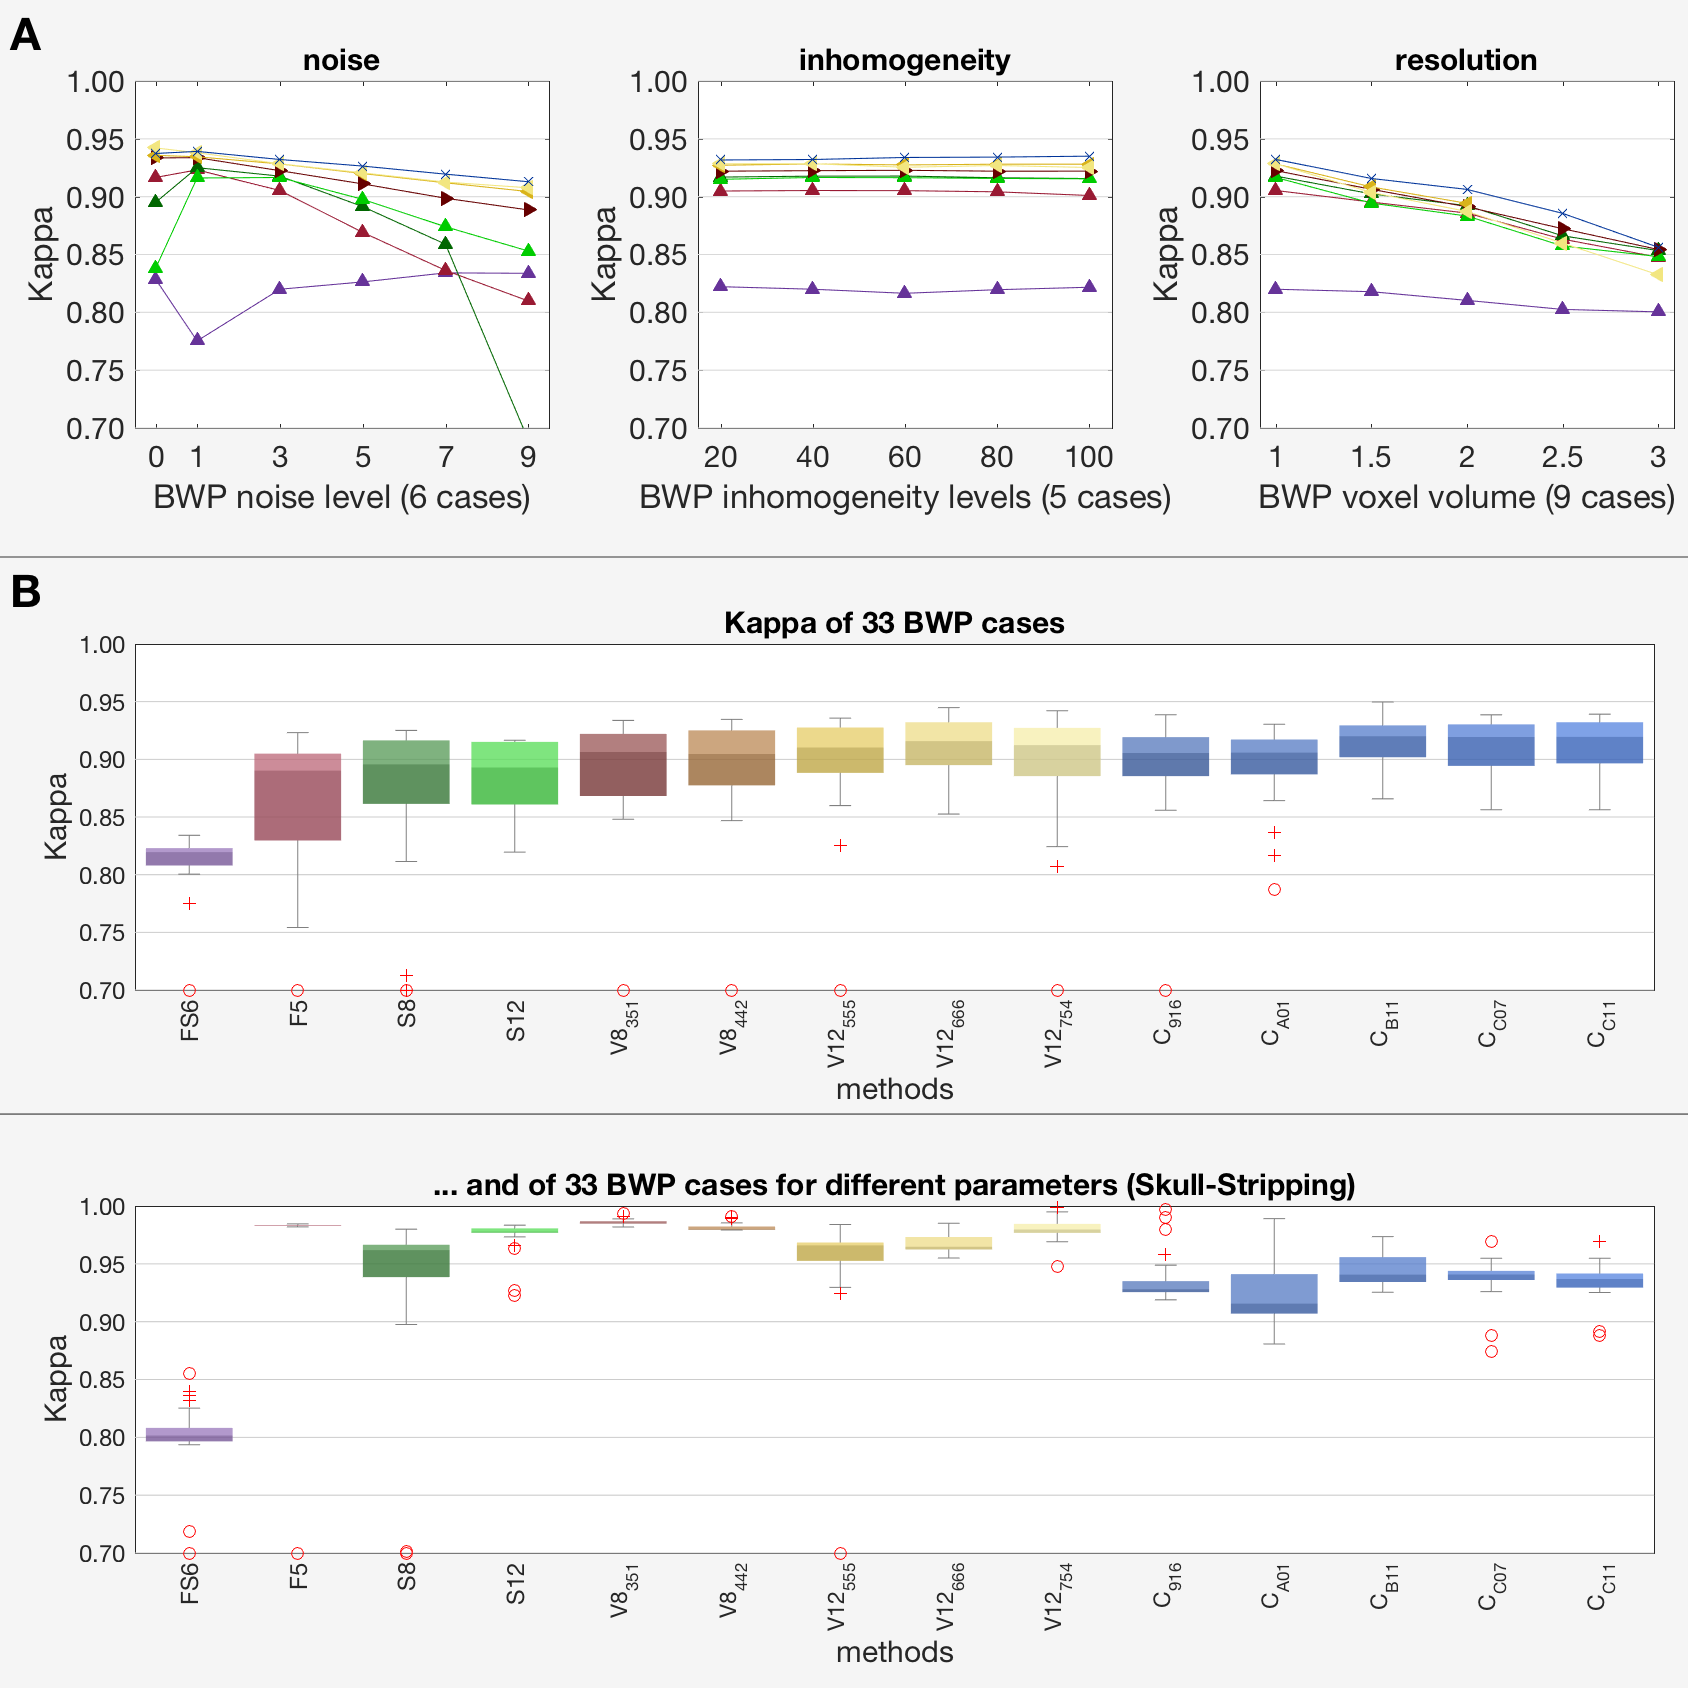 A
noise
inhomogeneity
resolution
1.00
0.95
0.90
0.85
0.80
0.75
0.70
Kappa
0 1 3 5 7 9
BWP noise level (6 cases)
1.00
0.95
0.90
0.85
0.80
0.75
0.70
Kappa
20 40 60 80 100
BWP inhomogeneity levels (5 cases)
1.00
0.95
0.90
0.85
0.80
0.75
0.70
Kappa
1 1.5 2 2.5 3
BWP voxel volume (9 cases)
B
Kappa of 33 BWP cases
1.00
0.95
0.90
0.85
0.80
0.75
0.70
Kappa
FS6 F5 S8 S12 V8351 V8442 V12555 V12666 V12754 C916 CA01 CB11 CC07 CC11
methods
... and of 33 BWP cases for different parameters (Skull-Stripping)
1.00
0.95
0.90
0.85
0.80
0.75
0.70
Kappa
FS6 F5 S8 S12 V8351 V8442 V12555 V12666 V12754 C916 CA01 CB11 CC07 CC11
methods